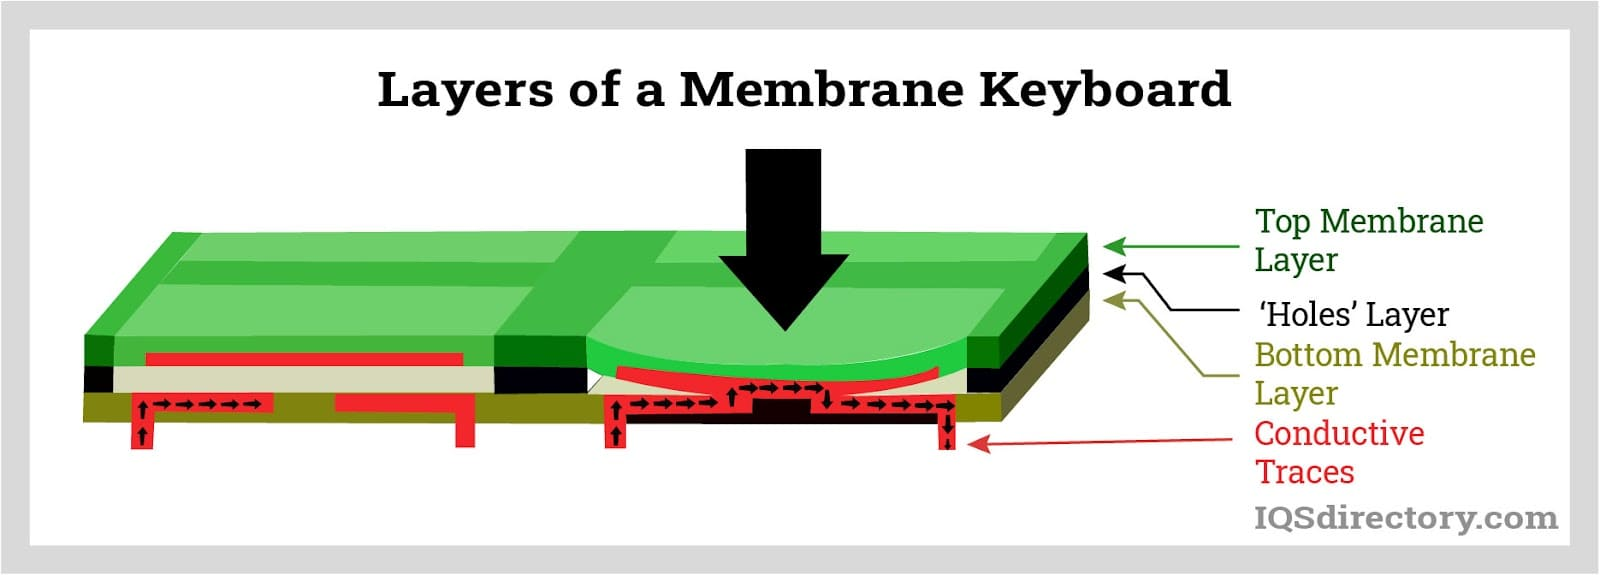 Layers of a Membrane Keyboard
Top Membrane
Layer
‘Holes’ Layer
Bottom Membrane
Layer
Conductive
Traces
IQSdirectory.com